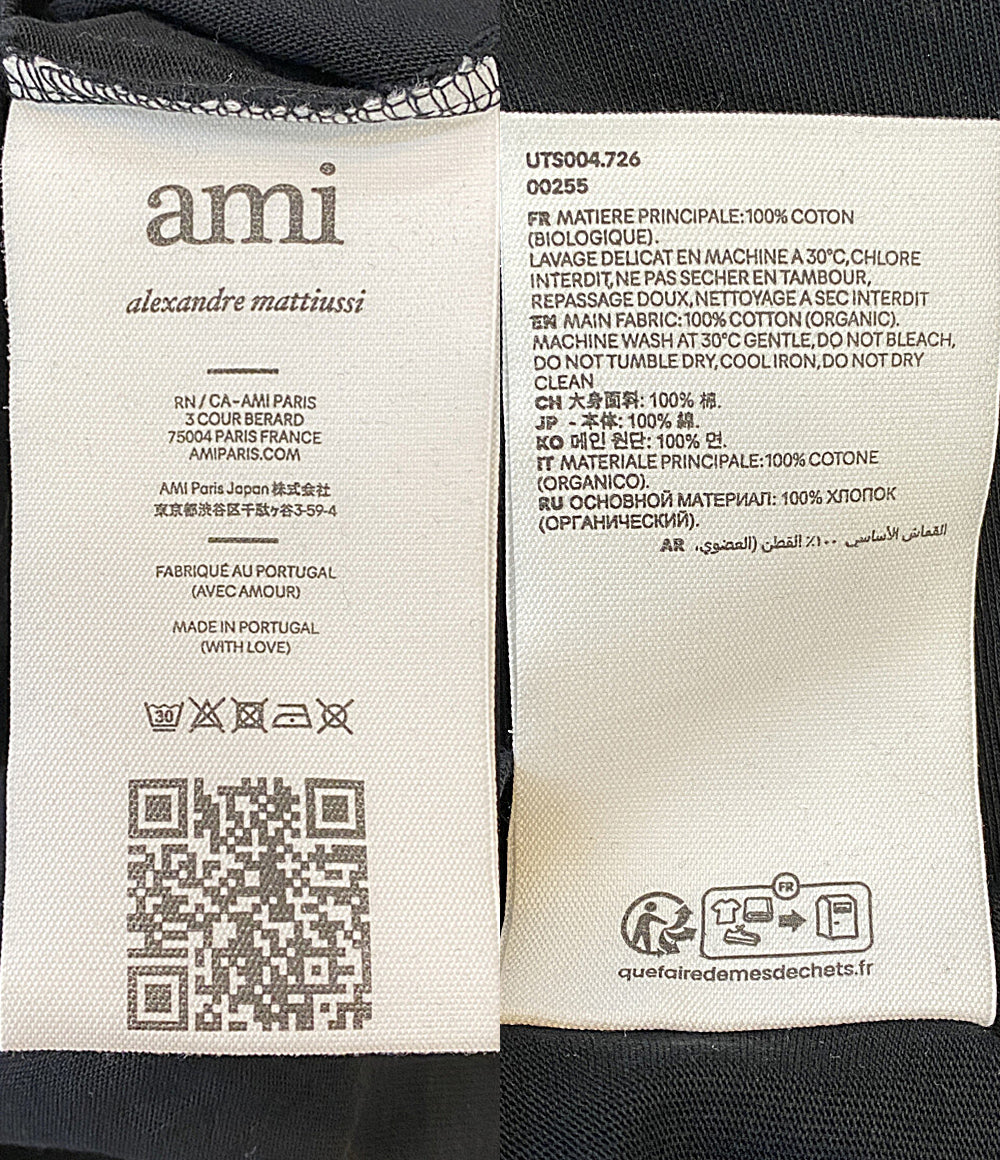 ami
alexandre mattiussi
RN / CA-AMI PARIS
3 COUR BERARD
75004 PARIS FRANCE
AMIPARIS.COM
AMI Paris Japan 株式会社
東京都渋谷区千駄ヶ谷3-59-4
FABRIQUÉ AU PORTUGAL
(AVEC AMOUR)
MADE IN PORTUGAL
(WITH LOVE)
30
UTS004.726
00255
FR MATIERE PRINCIPALE:100% COTON
(BIOLOGIQUE).
LAVAGE DELICAT EN MACHINE A 30°C,CHLORE
INTERDIT,NE PAS SECHER EN TAMBOUR,
REPASSAGE DOUX,NETTOYAGE A SEC INTERDIT
EN MAIN FABRIC:100% COTTON (ORGANIC).
MACHINE WASH AT 30°C GENTLE,DO NOT BLEACH,
DO NOT TUMBLE DRY,COOL IRON,DO NOT DRY
CLEAN
CH 大身面料: 100% 棉.
JP - 本体: 100% 綿.
KO 메인 원단: 100% 면.
IT MATERIALE PRINCIPALE:100% COTONE
(ORGANICO).
RU ОСНОВНОЙ МАТЕРИАЛ: 100% ХЛОПОК
(ОРГАНИЧЕСКИЙ).
AR القماش الأساسي ١٠٠٪ القطن (العضوي،
FR
quefairedemesdechets.fr